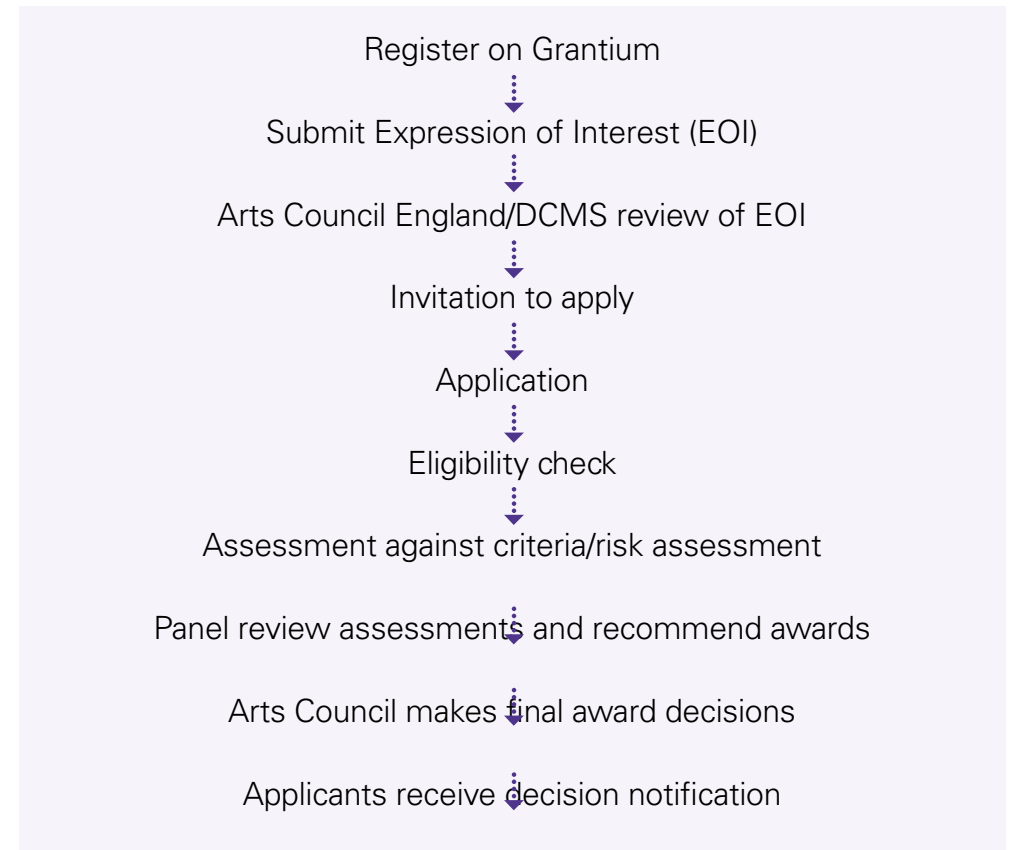 Register on Grantium
Submit Expression of Interest (EOI)
Arts Council England/DCMS review of EOI
Invitation to apply
Application
Eligibility check
Assessment against criteria/risk assessment
Panel review assessments and recommend awards
Arts Council makes final award decisions
Applicants receive decision notification